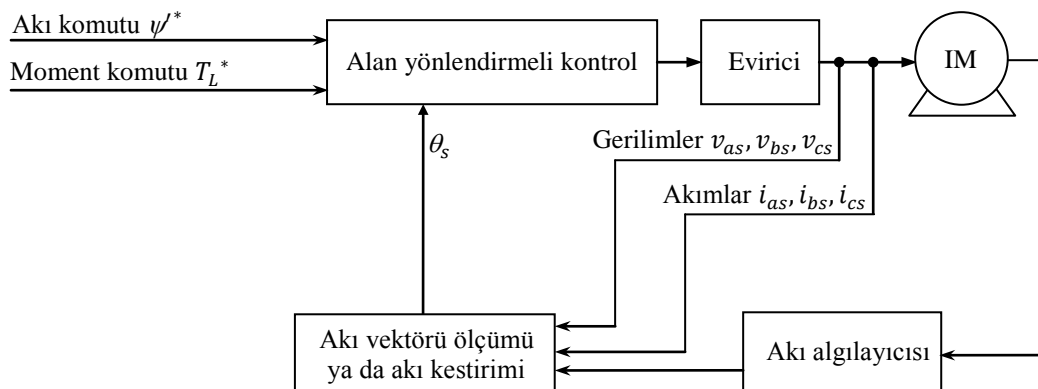 Akı komutu ψ′*
Moment komutu T_L*
Alan yönlendirmeli kontrol
Evirici
IM
θ_s
Gerilimler v_as, v_bs, v_cs
Akımlar i_as, i_bs, i_cs
Akı vektörü ölçümü
ya da akı kestirimi
Akı algılayıcısı